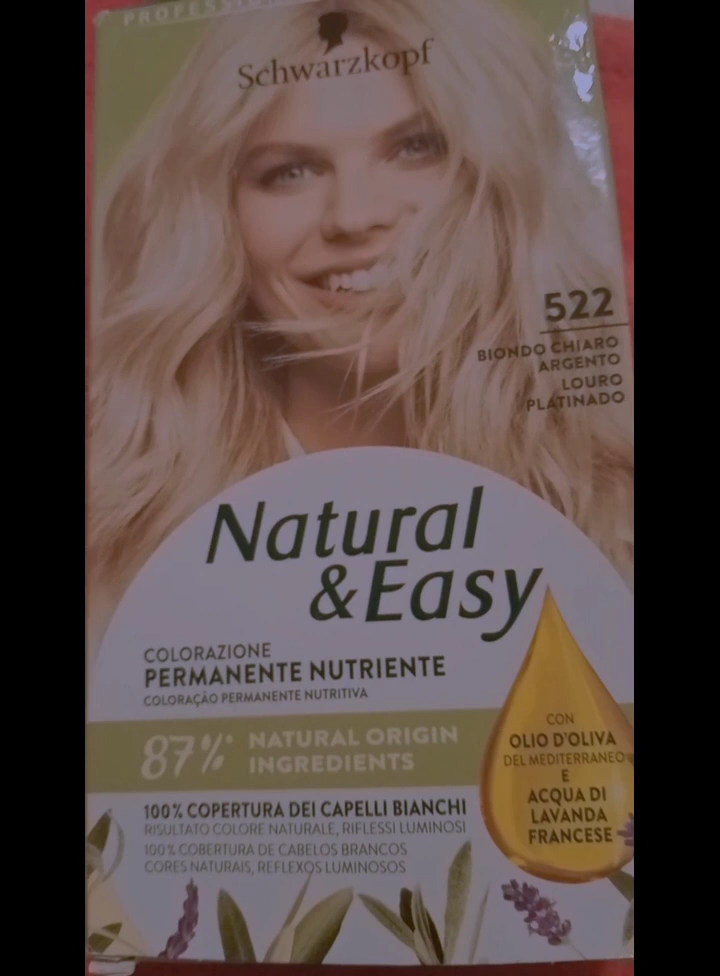 Schwarzkopf
522
BIONDO CHIARO
ARGENTO
LOURO
PLATINADO
Natural
&Easy
COLORAZIONE
PERMANENTE NUTRIENTE
COLORAÇÃO PERMANENTE NUTRITIVA
87%* NATURAL ORIGIN
INGREDIENTS
CON
OLIO D'OLIVA
DEL MEDITERRANEO
E
ACQUA DI
LAVANDA
FRANCESE
100% COPERTURA DEI CAPELLI BIANCHI
RISULTATO COLORE NATURALE, RIFLESSI LUMINOSI
100% COBERTURA DE CABELOS BRANCOS
CORES NATURAIS, REFLEXOS LUMINOSOS